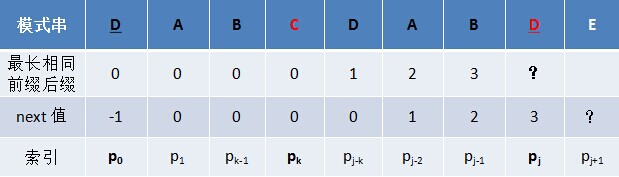 模式串 D A B C D A B D E
最长相同前缀后缀 0 0 0 0 1 2 3 ?
next 值 -1 0 0 0 0 1 2 3 ?
索引 p0 p1 pk-1 pk pj-k pj-2 pj-1 pj pj+1